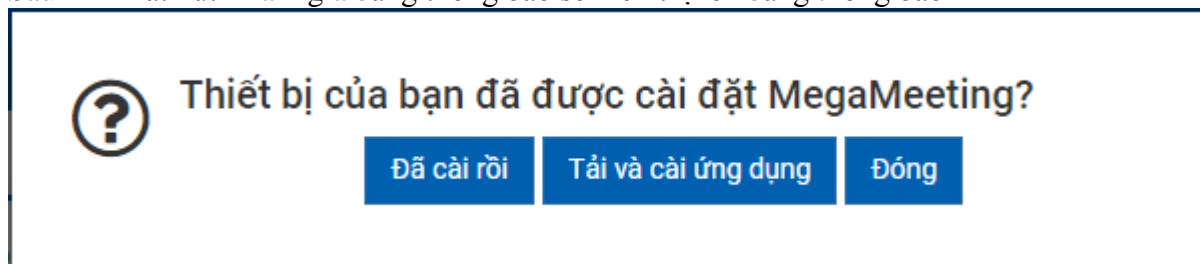 Thiết bị của bạn đã được cài đặt MegaMeeting?
Đã cài rồi Tải và cài ứng dụng Đóng